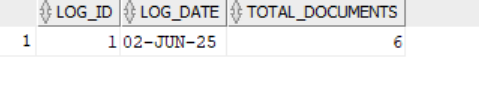 LOG_ID LOG_DATE TOTAL_DOCUMENTS
1 1 02-JUN-25 6